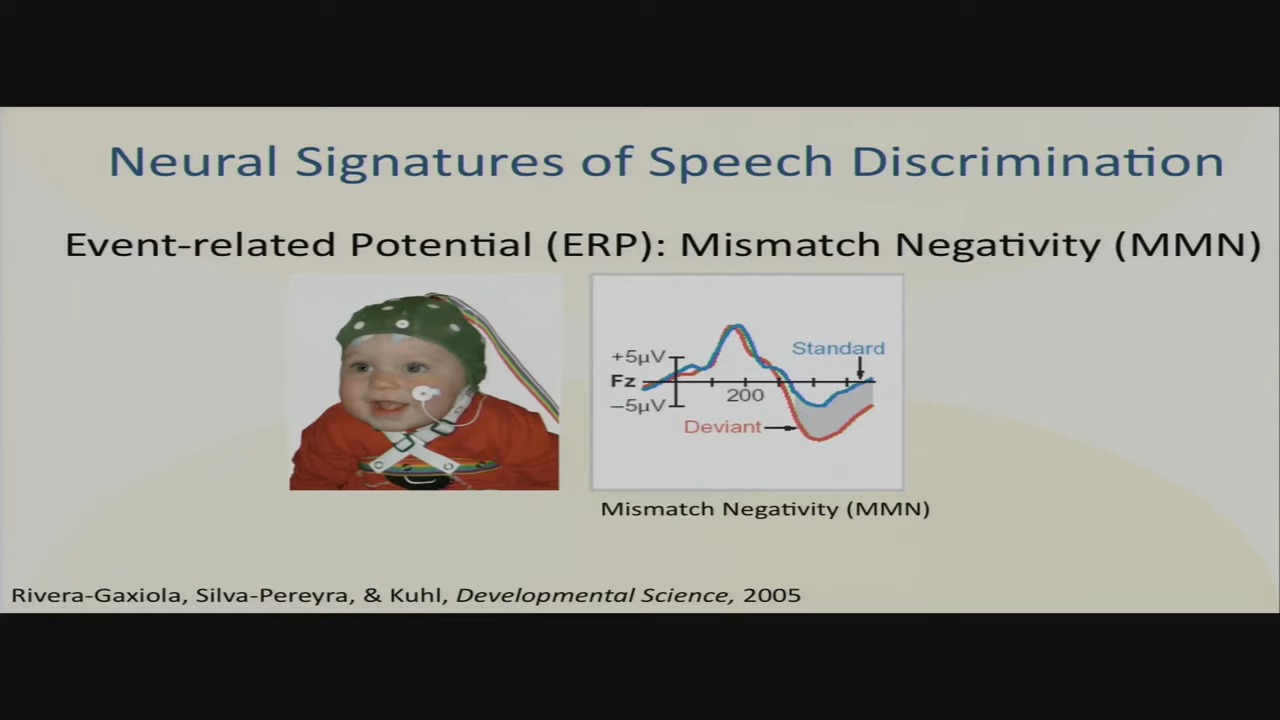 Neural Signatures of Speech Discrimination
Event-related Potential (ERP): Mismatch Negativity (MMN)
+5µV
Fz
–5µV
200
Standard
Deviant
Mismatch Negativity (MMN)
Rivera-Gaxiola, Silva-Pereyra, & Kuhl, Developmental Science, 2005